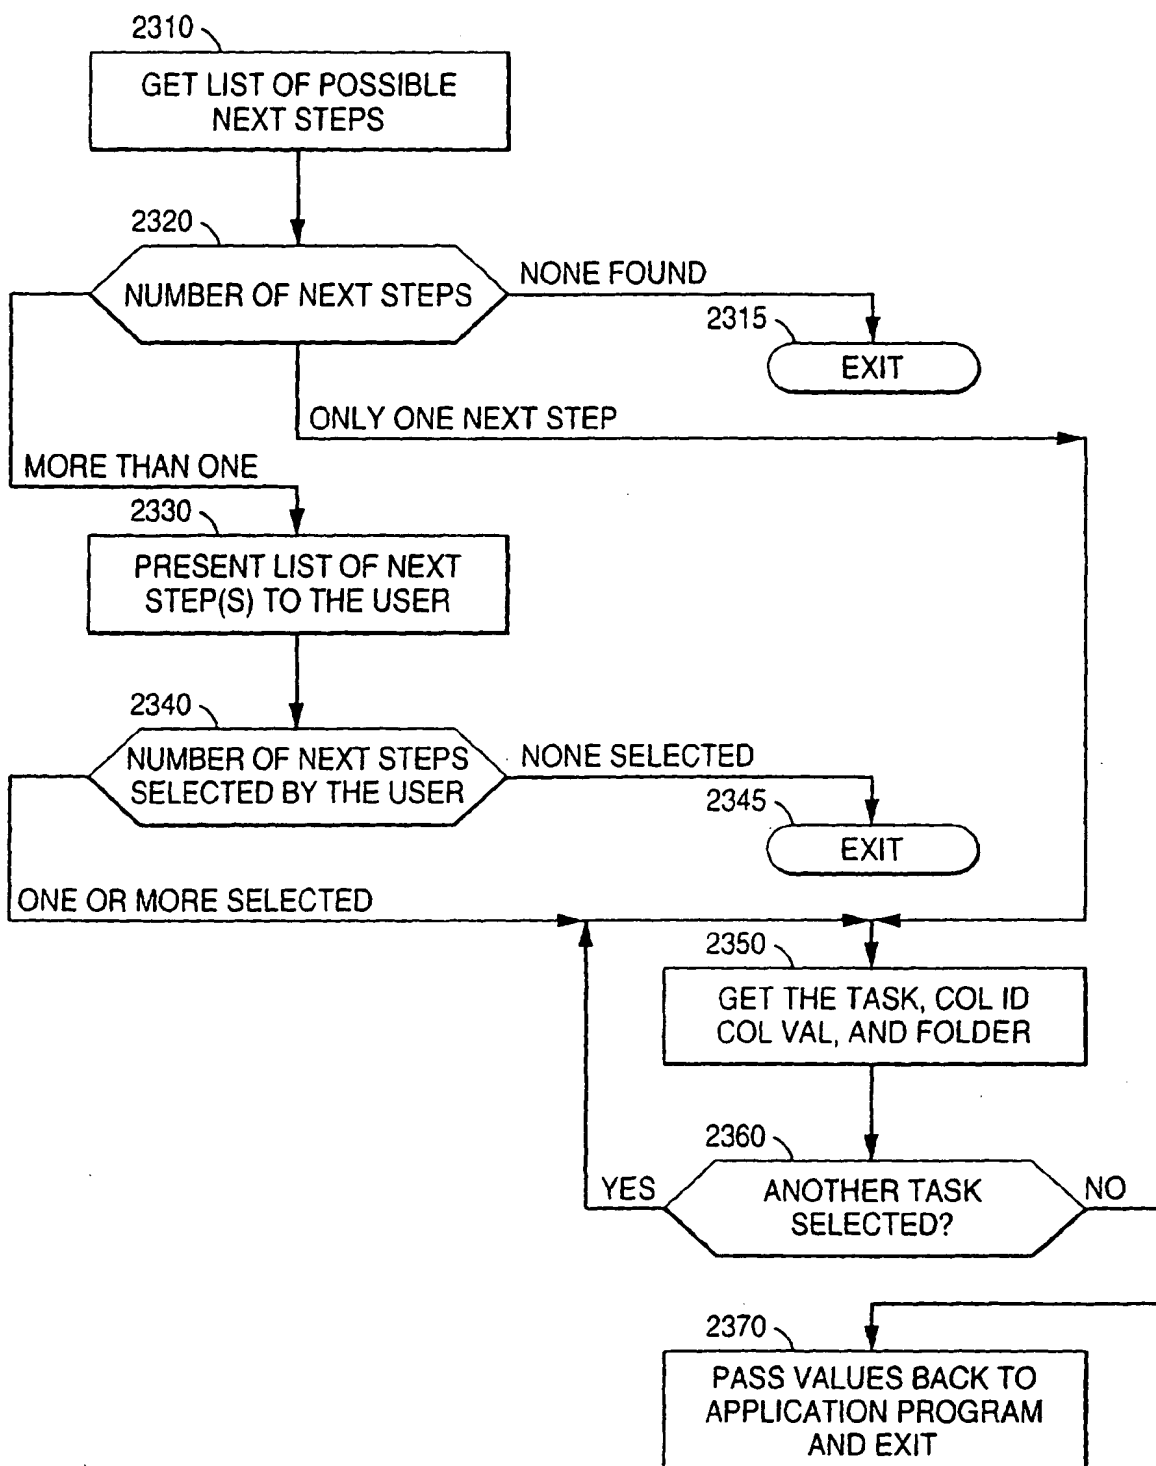 2310
GET LIST OF POSSIBLE
NEXT STEPS
2320
NUMBER OF NEXT STEPS
NONE FOUND
2315
EXIT
ONLY ONE NEXT STEP
MORE THAN ONE
2330
PRESENT LIST OF NEXT
STEP(S) TO THE USER
2340
NUMBER OF NEXT STEPS
SELECTED BY THE USER
NONE SELECTED
2345
EXIT
ONE OR MORE SELECTED
2350
GET THE TASK, COL ID
COL VAL, AND FOLDER
2360
YES
ANOTHER TASK
SELECTED?
NO
2370
PASS VALUES BACK TO
APPLICATION PROGRAM
AND EXIT